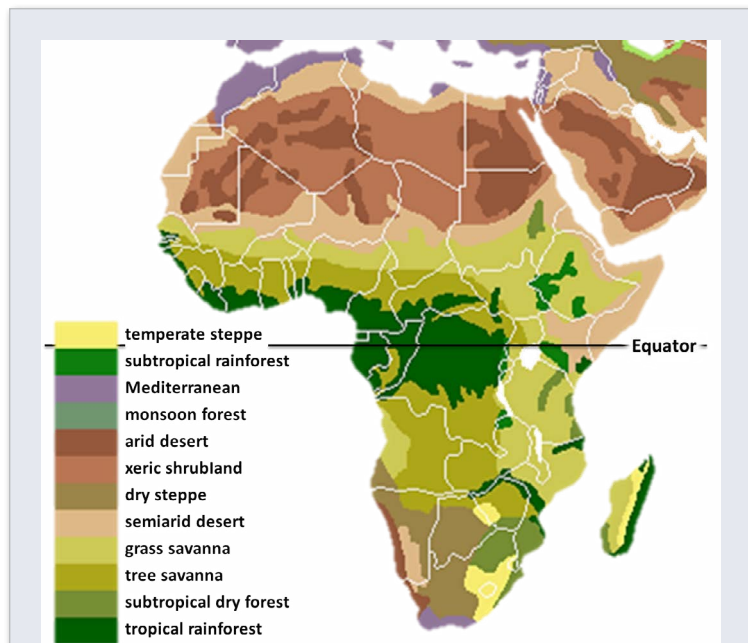 temperate steppe
Equator
subtropical rainforest
Mediterranean
monsoon forest
arid desert
xeric shrubland
dry steppe
semiarid desert
grass savanna
tree savanna
subtropical dry forest
tropical rainforest